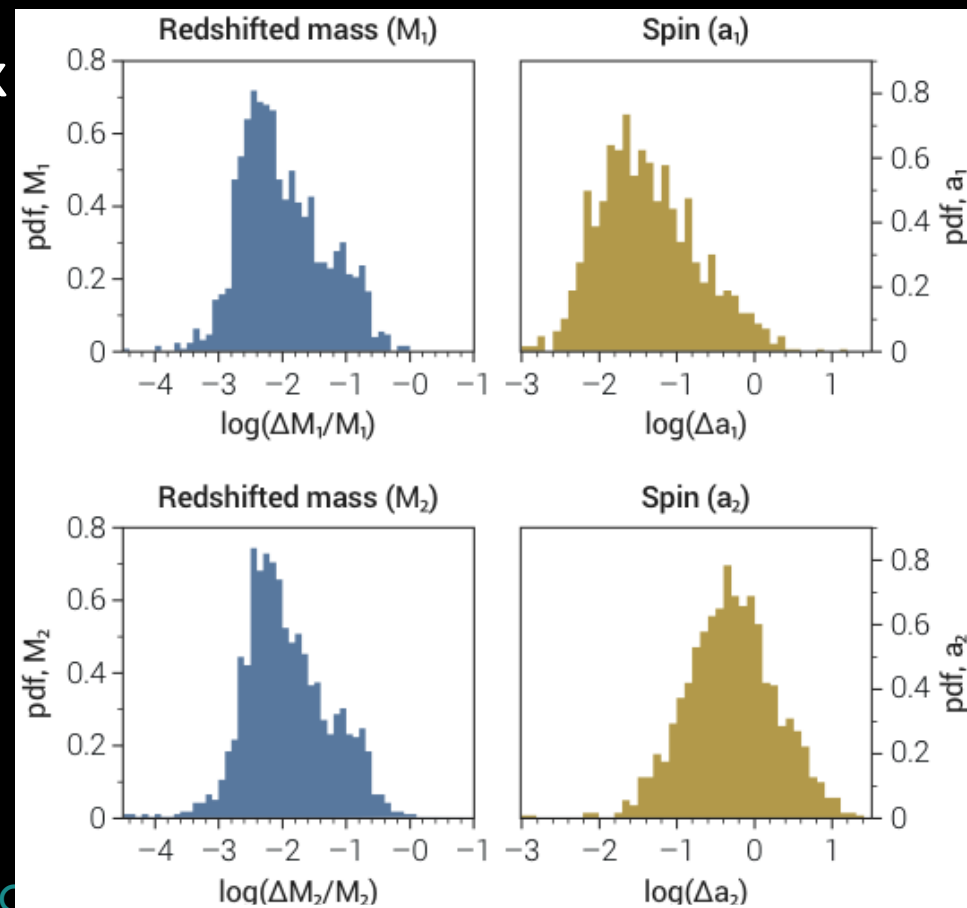 Redshifted mass (M₁)
Spin (a₁)
pdf, M₁
0.8
0.6
0.4
0.2
0
−4 −3 −2 −1 −0 −1
log(ΔM₁/M₁)
0.8
0.6
0.4
0.2
0
pdf, a₁
−3 −2 −1 0 1
log(Δa₁)
Redshifted mass (M₂)
Spin (a₂)
pdf, M₂
0.8
0.6
0.4
0.2
0
−4 −3 −2 −1 −0 −1
log(ΔM₂/M₂)
0.8
0.6
0.4
0.2
0
pdf, a₂
−3 −2 −1 0 1
log(Δa₂)